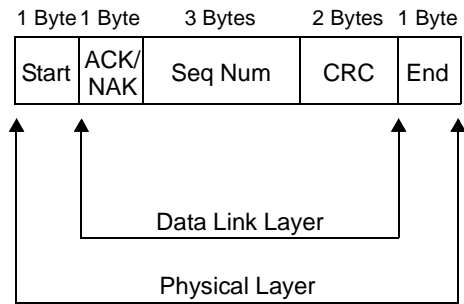 1 Byte 1 Byte 3 Bytes 2 Bytes 1 Byte
Start ACK/ NAK Seq Num CRC End
Data Link Layer
Physical Layer